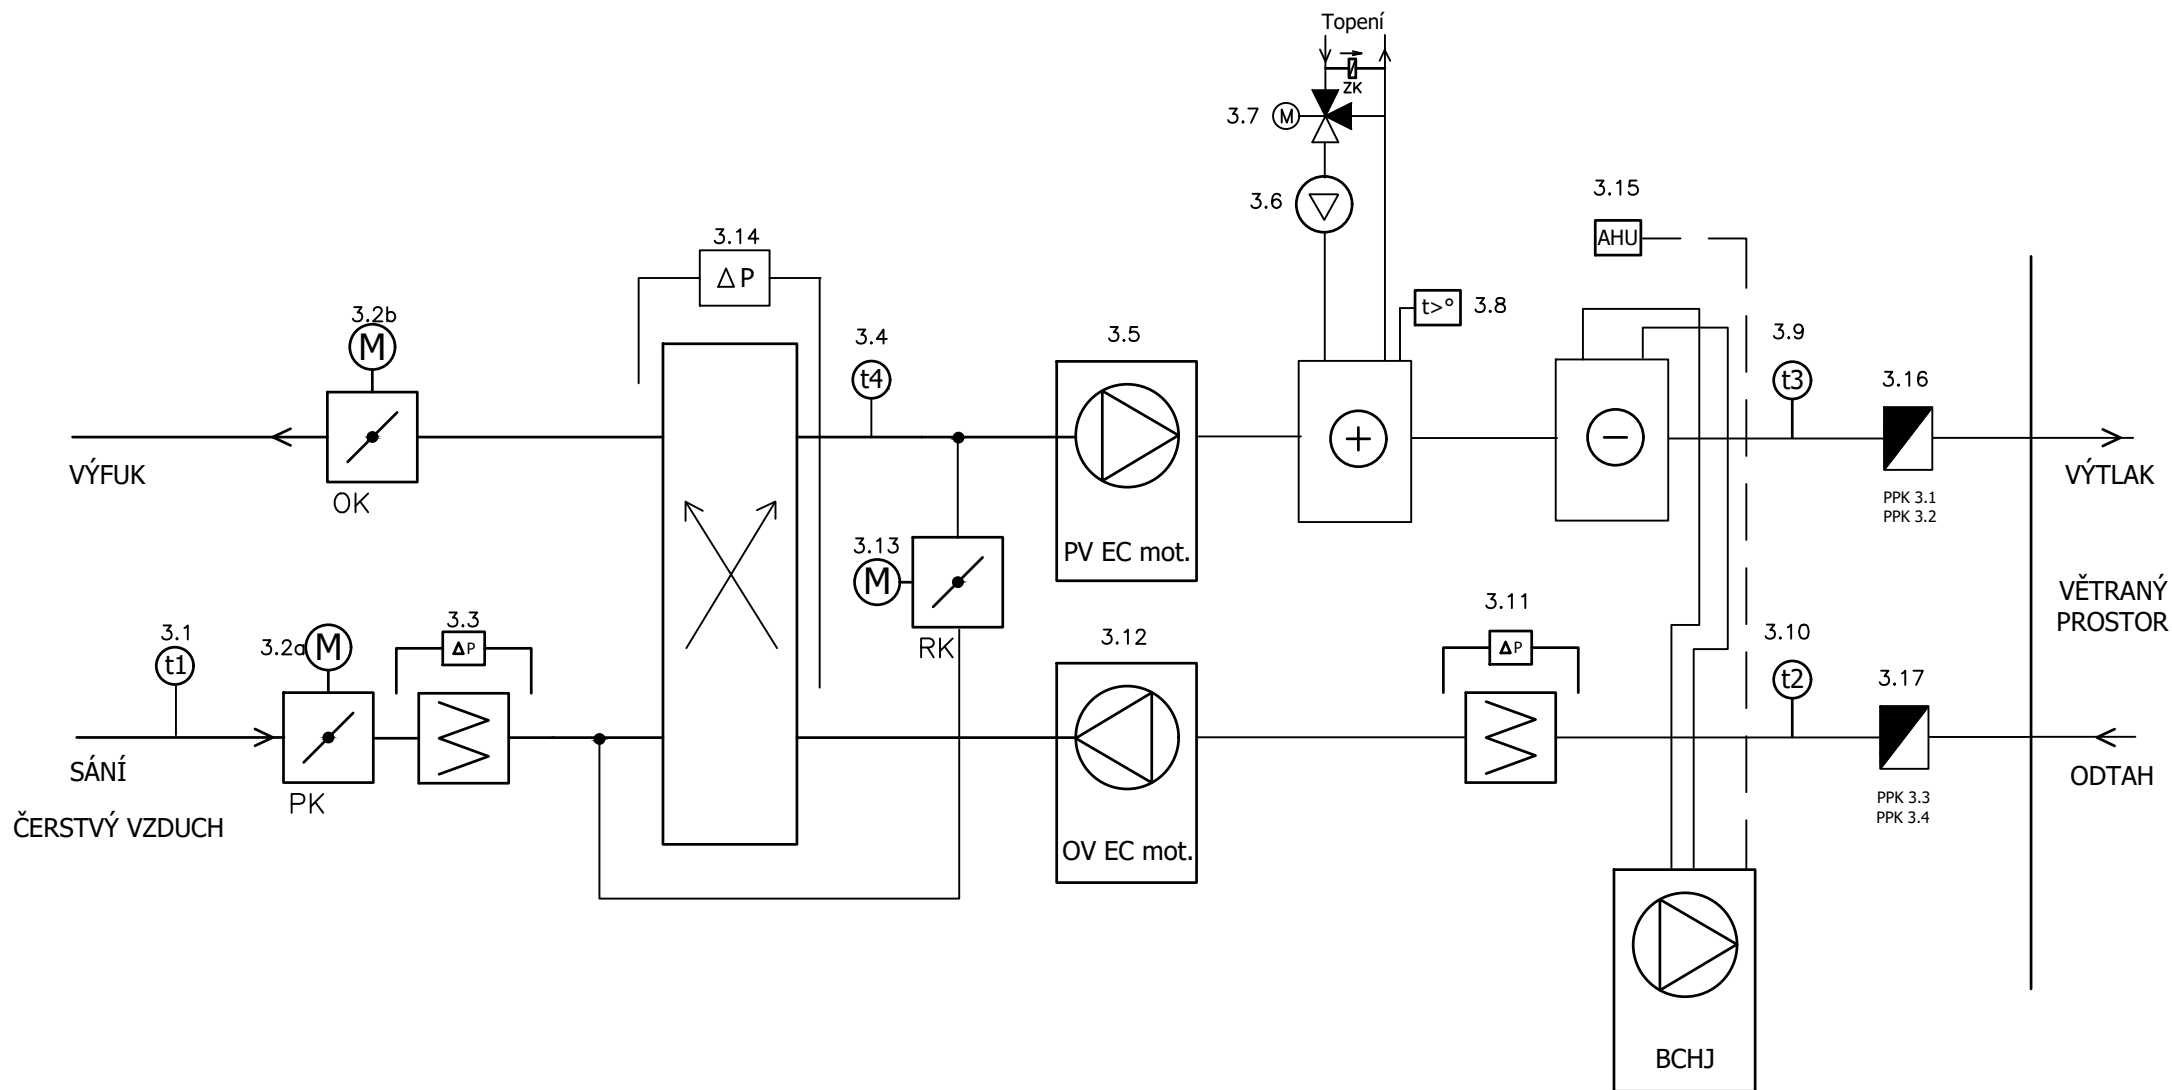 Topení
ZK
3.7
M
3.6
3.15
AHU
3.14
Δ P
3.2b
M
3.4
t4
3.5
t>°
3.8
3.9
t3
3.16
VÝFUK
OK
VÝTLAK
PPK 3.1
PPK 3.2
PV EC mot.
3.13
M
RK
VĚTRANÝ
PROSTOR
3.1
t1
3.2a
M
3.3
Δ P
3.12
3.11
Δ P
3.10
t2
3.17
SÁNÍ
PK
ČERSTVÝ VZDUCH
ODTAH
PPK 3.3
PPK 3.4
OV EC mot.
BCHJ